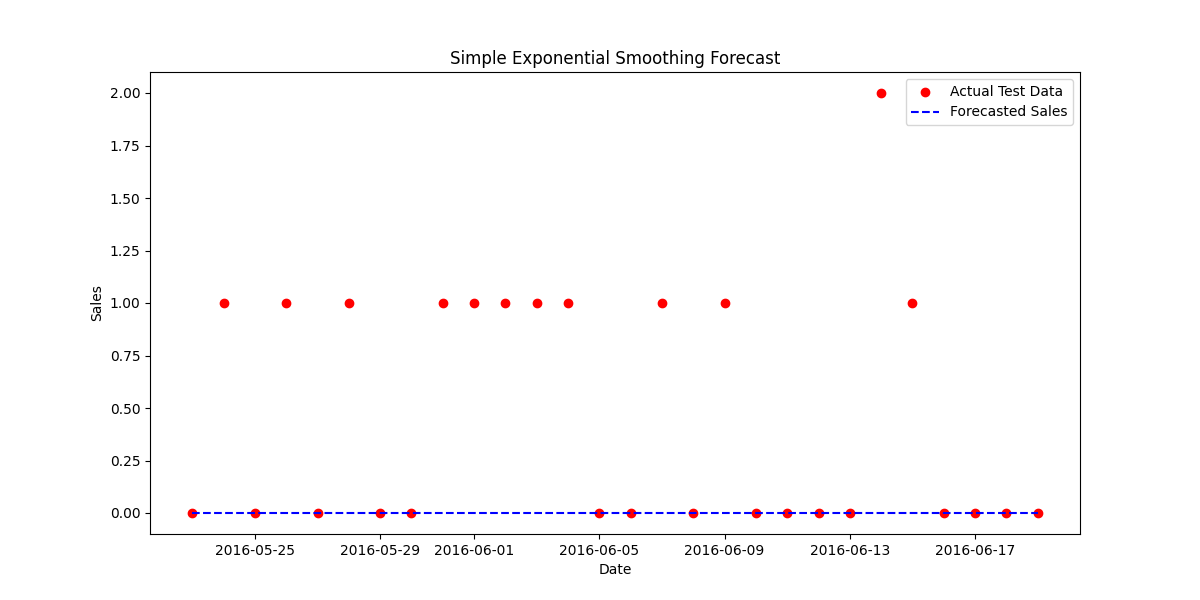 Simple Exponential Smoothing Forecast
Actual Test Data
Forecasted Sales
2.00
1.75
1.50
1.25
1.00
0.75
0.50
0.25
0.00
Sales
2016-05-25 2016-05-29 2016-06-01 2016-06-05 2016-06-09 2016-06-13 2016-06-17
Date